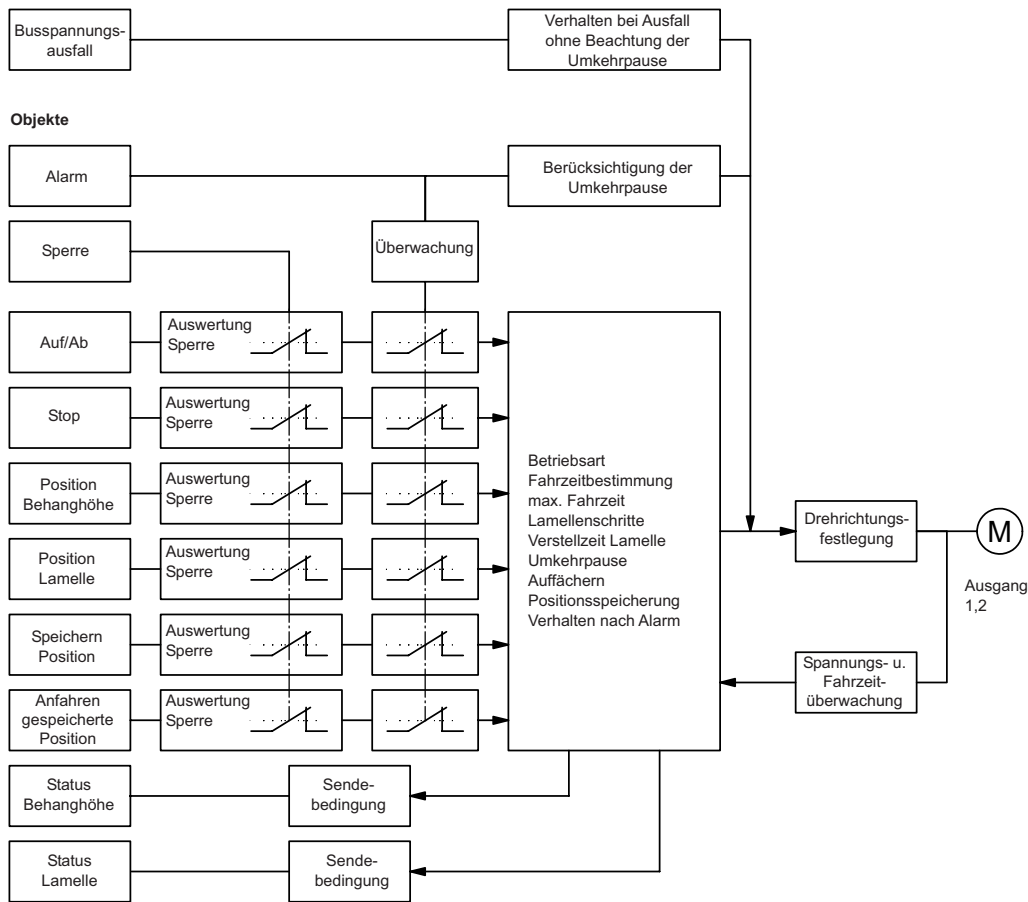 Busspannungs-
ausfall
Verhalten bei Ausfall
ohne Beachtung der
Umkehrpause
Objekte
Alarm
Berücksichtigung der
Umkehrpause
Sperre
Überwachung
Auf/Ab
Auswertung
Sperre
Stop
Auswertung
Sperre
Position
Behanghöhe
Auswertung
Sperre
Position
Lamelle
Auswertung
Sperre
Speichern
Position
Auswertung
Sperre
Anfahren
gespeicherte
Position
Auswertung
Sperre
Betriebsart
Fahrzeitbestimmung
max. Fahrzeit
Lamellenschritte
Verstellzeit Lamelle
Umkehrpause
Auffächern
Positionsspeicherung
Verhalten nach Alarm
Drehrichtungs-
festlegung
M
Ausgang
1,2
Spannungs- u.
Fahrzeit-
überwachung
Status
Behanghöhe
Sende-
bedingung
Status
Lamelle
Sende-
bedingung